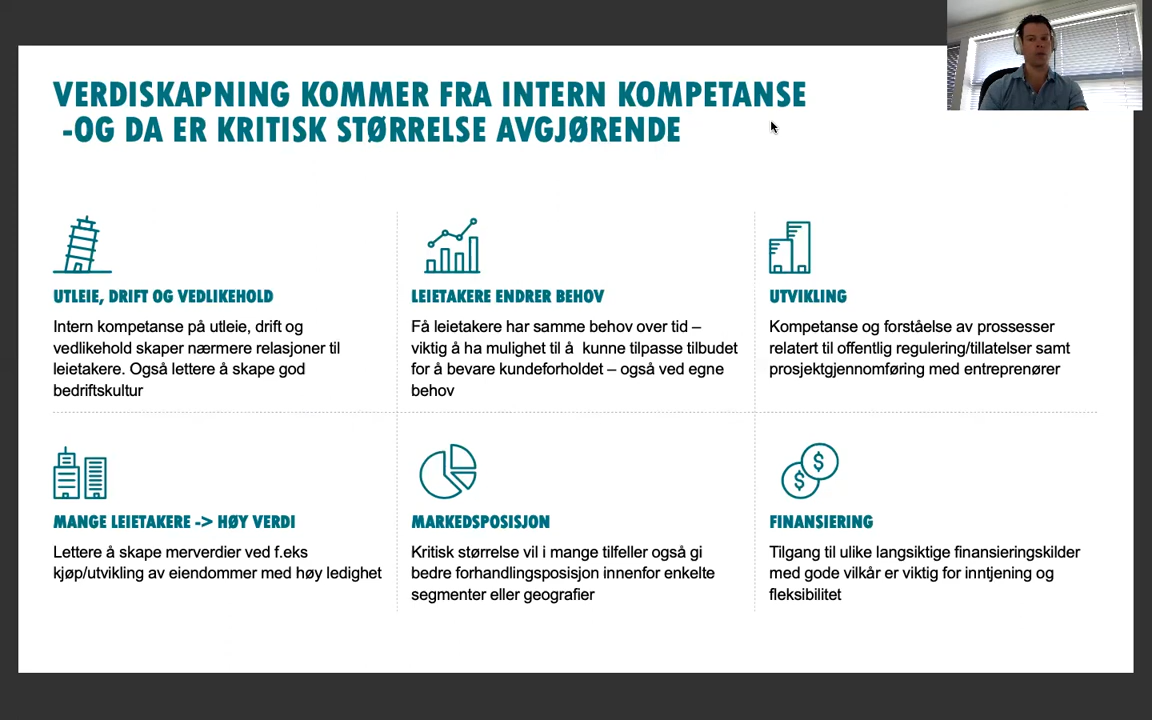 VERDISKAPNING KOMMER FRA INTERN KOMPETANSE
-OG DA ER KRITISK STØRRELSE AVGJØRENDE
UTLEIE, DRIFT OG VEDLIKEHOLD
Intern kompetanse på utleie, drift og
vedlikehold skaper nærmere relasjoner til
leietakere. Også lettere å skape god
bedriftskultur
LEIETAKERE ENDRER BEHOV
Få leietakere har samme behov over tid –
viktig å ha mulighet til å kunne tilpasse tilbudet
for å bevare kundeforholdet – også ved egne
behov
UTVIKLING
Kompetanse og forståelse av prossesser
relatert til offentlig regulering/tillatelser samt
prosjektgjennomføring med entreprenører
MANGE LEIETAKERE -> HØY VERDI
Lettere å skape merverdier ved f.eks
kjøp/utvikling av eiendommer med høy ledighet
MARKEDSPOSISJON
Kritisk størrelse vil i mange tilfeller også gi
bedre forhandlingsposisjon innenfor enkelte
segmenter eller geografier
FINANSIERING
Tilgang til ulike langsiktige finansieringskilder
med gode vilkår er viktig for inntjening og
fleksibilitet